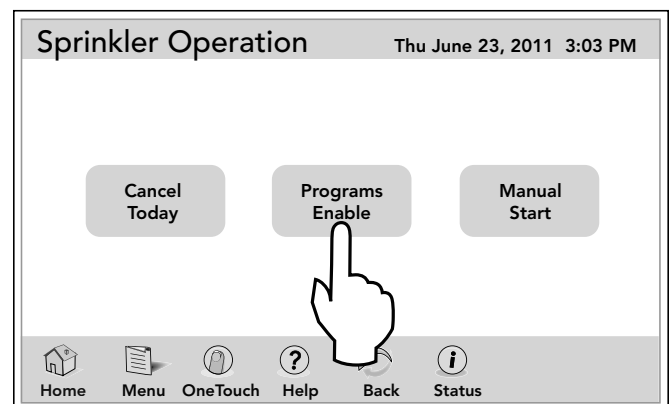 Sprinkler Operation Thu June 23, 2011 3:03 PM
Cancel Today
Programs Enable
Manual Start
Home Menu OneTouch Help Back Status